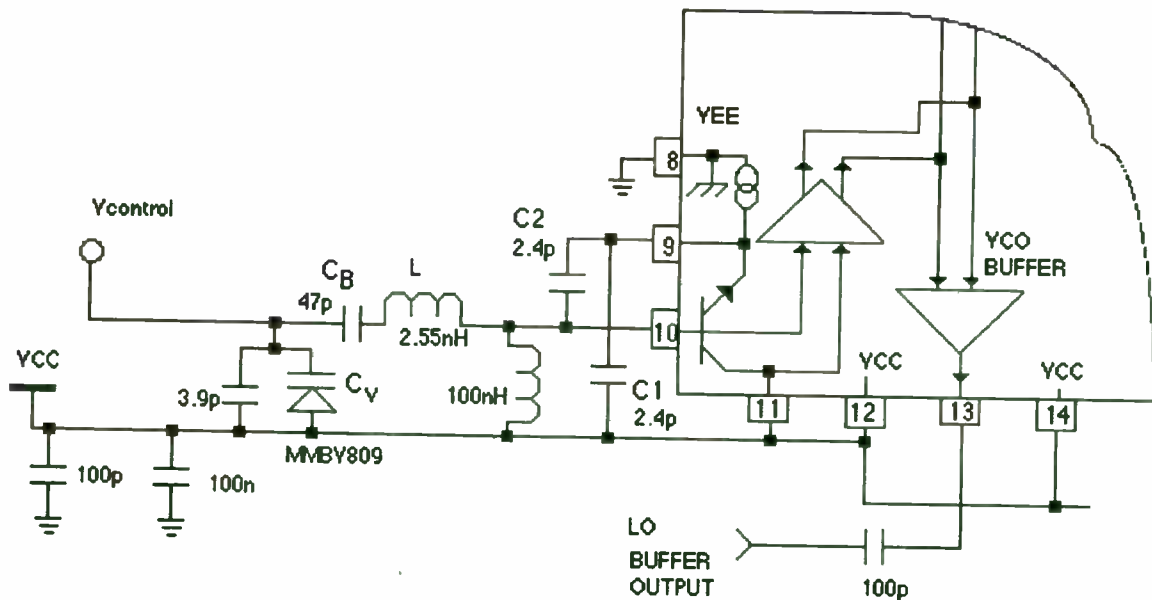 VEE
8
Vcontrol
C2
2.4p
9
VCO
BUFFER
CB
47p
L
2.55nH
10
VCC
3.9p
CV
100nH
C1
2.4p
VCC
VCC
11
12
13
14
MMBV809
100p
100n
LO
BUFFER
OUTPUT
100p